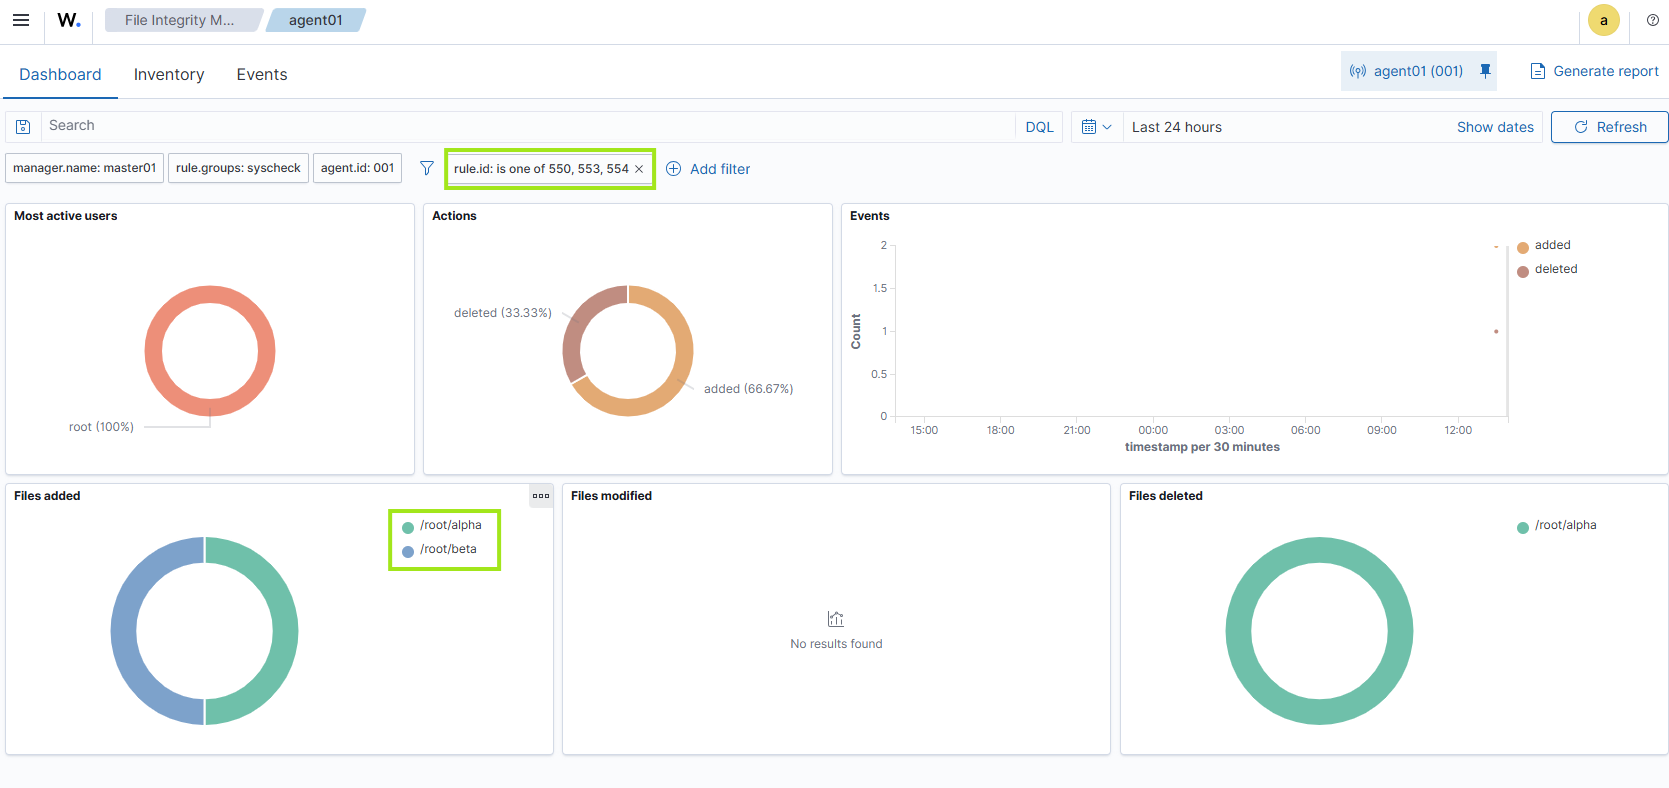 W. File Integrity M... agent01 a
Dashboard Inventory Events agent01 (001) Generate report
Search DQL Last 24 hours Show dates Refresh
manager.name: master01 rule.groups: syscheck agent.id: 001 rule.id: is one of 550, 553, 554 Add filter
Most active users
root (100%)
Actions
deleted (33.33%)
added (66.67%)
Events
added
deleted
Count
2
1.5
1
0.5
0
15:00 18:00 21:00 00:00 03:00 06:00 09:00 12:00
timestamp per 30 minutes
Files added
/root/alpha
/root/beta
Files modified
No results found
Files deleted
/root/alpha